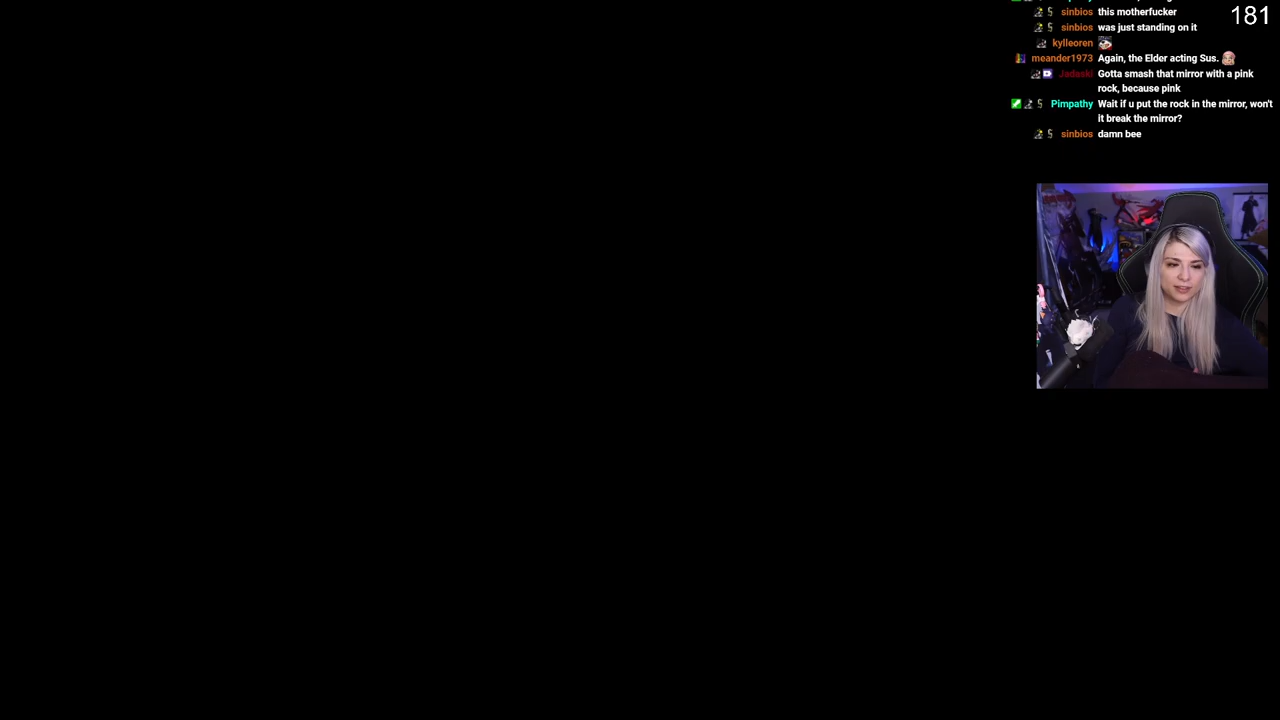 181
sinbios this motherfucker
sinbios was just standing on it
kylleoren
meander1973 Again, the Elder acting Sus.
Jadaski Gotta smash that mirror with a pink
rock, because pink
Pimpathy Wait if u put the rock in the mirror, won't
it break the mirror?
sinbios damn bee